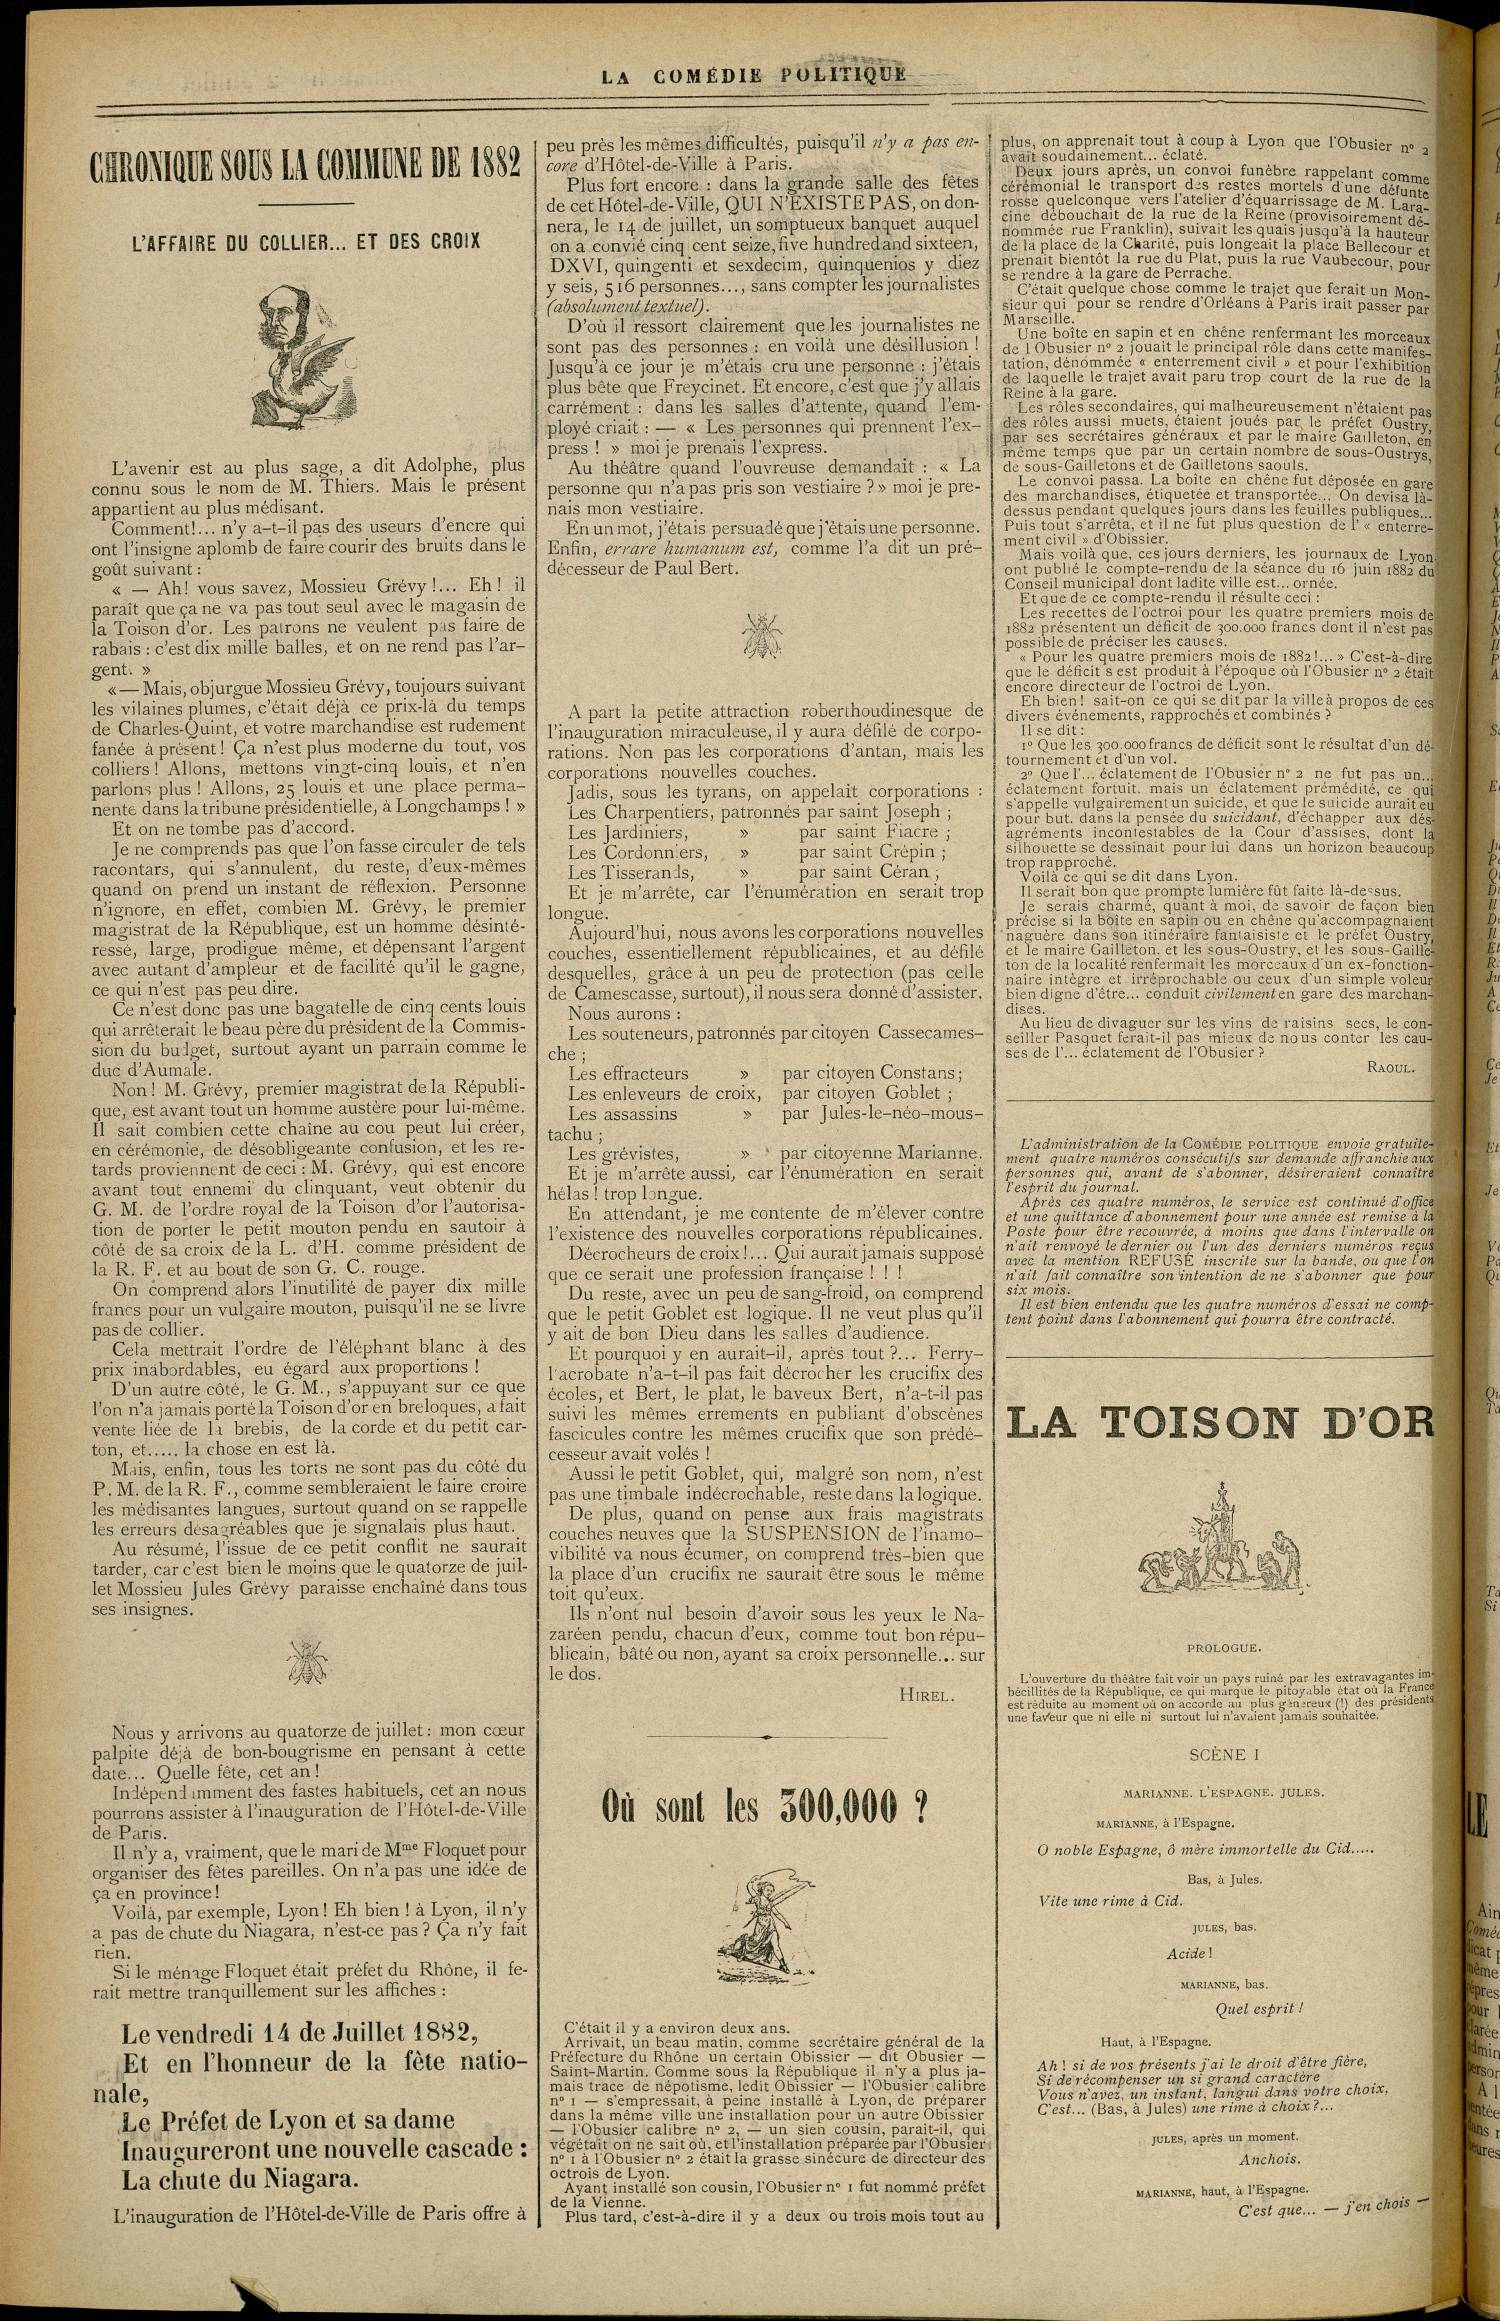 LA COMÉDIE POLITIQUE
CHRONIQUE SOUS LA COMMUNE DE 1882
L'AFFAIRE DU COLLIER... ET DES CROIX
L'avenir est au plus sage, a dit Adolphe, plus
connu sous le nom de M. Thiers. Mais le présent
appartient au plus médisant.
Comment!... n'y a-t-il pas des useurs d'encre qui
ont l'insigne aplomb de faire courir des bruits dans le
goût suivant :
« — Ah! vous savez, Mossieu Grévy !... Eh ! il
paraît que ça ne va pas tout seul avec le magasin de
la Toison d'or. Les patrons ne veulent pas faire de
rabais : c'est dix mille balles, et on ne rend pas l'ar-
gent. »
« — Mais, objurgue Mossieu Grévy, toujours suivant
les vilaines plumes, c'était déjà ce prix-là du temps
de Charles-Quint, et votre marchandise est rudement
fanée à présent! Ça n'est plus moderne du tout, vos
colliers ! Allons, mettons vingt-cinq louis, et n'en
parlons plus ! Allons, 25 louis et une place perma-
nente dans la tribune présidentielle, à Longchamps ! »
Et on ne tombe pas d'accord.
Je ne comprends pas que l'on fasse circuler de tels
racontars, qui s'annulent, du reste, d'eux-mêmes
quand on prend un instant de réflexion. Personne
n'ignore, en effet, combien M. Grévy, le premier
magistrat de la République, est un homme désinté-
ressé, large, prodigue même, et dépensant l'argent
avec autant d'ampleur et de facilité qu'il le gagne,
ce qui n'est pas peu dire.
Ce n'est donc pas une bagatelle de cinq cents louis
qui arrêterait le beau père du président de la Commis-
sion du budget, surtout ayant un parrain comme le
duc d'Aumale.
Non ! M. Grévy, premier magistrat de la Républi-
que, est avant tout un homme austère pour lui-même.
Il sait combien cette chaîne au cou peut lui créer,
en cérémonie, de désobligeante confusion, et les re-
tards proviennent de ceci : M. Grévy, qui est encore
avant tout ennemi du clinquant, veut obtenir du
G. M. de l'ordre royal de la Toison d'or l'autorisa-
tion de porter le petit mouton pendu en sautoir à
côté de sa croix de la L. d'H. comme président de
la R. F. et au bout de son G. C. rouge.
On comprend alors l'inutilité de payer dix mille
francs pour un vulgaire mouton, puisqu'il ne se livre
pas de collier.
Cela mettrait l'ordre de l'éléphant blanc à des
prix inabordables, eu égard aux proportions !
D'un autre côté, le G. M., s'appuyant sur ce que
l'on n'a jamais porté la Toison d'or en breloques, a fait
vente liée de la brebis, de la corde et du petit car-
ton, et..... la chose en est là.
Mais, enfin, tous les torts ne sont pas du côté du
P. M. de la R. F., comme sembleraient le faire croire
les médisantes langues, surtout quand on se rappelle
les erreurs désagréables que je signalais plus haut.
Au résumé, l'issue de ce petit conflit ne saurait
tarder, car c'est bien le moins que le quatorze de juil-
let Mossieu Jules Grévy paraisse enchaîné dans tous
ses insignes.
Nous y arrivons au quatorze de juillet : mon cœur
palpite déjà de bon-bougrisme en pensant à cette
date... Quelle fête, cet an !
Indépendamment des fastes habituels, cet an nous
pourrons assister à l'inauguration de l'Hôtel-de-Ville
de Paris.
Il n'y a, vraiment, que le mari de Mme Floquet pour
organiser des fêtes pareilles. On n'a pas une idée de
ça en province !
Voilà, par exemple, Lyon! Eh bien ! à Lyon, il n'y
a pas de chute du Niagara, n'est-ce pas ? Ça n'y fait
rien.
Si le ménage Floquet était préfet du Rhône, il fe-
rait mettre tranquillement sur les affiches :
Le vendredi 14 de Juillet 1882,
Et en l'honneur de la fête natio-
nale,
Le Préfet de Lyon et sa dame
Inaugureront une nouvelle cascade :
La chute du Niagara.
L'inauguration de l'Hôtel-de-Ville de Paris offre à
peu près les mêmes difficultés, puisqu'il n'y a pas en-
core d'Hôtel-de-Ville à Paris.
Plus fort encore : dans la grande salle des fêtes
de cet Hôtel-de-Ville, QUI N'EXISTE PAS, on don-
nera, le 14 de juillet, un somptueux banquet auquel
on a convié cinq cent seize, five hundred and sixteen,
DXVI, quingenti et sexdecim, quinquenios y diez
y seis, 516 personnes..., sans compter les journalistes
(absolument textuel).
D'où il ressort clairement que les journalistes ne
sont pas des personnes : en voilà une désillusion !
Jusqu'à ce jour je m'étais cru une personne : j'étais
plus bête que Freycinet. Et encore, c'est que j'y allais
carrément : dans les salles d'attente, quand l'em-
ployé criait : — « Les personnes qui prennent l'ex-
press ! » moi je prenais l'express.
Au théâtre quand l'ouvreuse demandait : « La
personne qui n'a pas pris son vestiaire ? » moi je pre-
nais mon vestiaire.
En un mot, j'étais persuadé que j'étais une personne.
Enfin, errare humanum est, comme l'a dit un pré-
décesseur de Paul Bert.
A part la petite attraction roberthoudinesque de
l'inauguration miraculeuse, il y aura défilé de corpo-
rations. Non pas les corporations d'antan, mais les
corporations nouvelles couches.
Jadis, sous les tyrans, on appelait corporations :
Les Charpentiers, patronnés par saint Joseph ;
Les Jardiniers, » par saint Fiacre ;
Les Cordonniers, » par saint Crépin ;
Les Tisserands, » par saint Céran ;
Et je m'arrête, car l'énumération en serait trop
longue.
Aujourd'hui, nous avons les corporations nouvelles
couches, essentiellement républicaines, et au défilé
desquelles, grâce à un peu de protection (pas celle
de Camescasse, surtout), il nous sera donné d'assister.
Nous aurons :
Les souteneurs, patronnés par citoyen Cassecames-
che ;
Les effracteurs » par citoyen Constans ;
Les enleveurs de croix, par citoyen Goblet ;
Les assassins » par Jules-le-néo-mous-
tachu ;
Les grévistes, » par citoyenne Marianne.
Et je m'arrête aussi, car l'énumération en serait
hélas ! trop longue.
En attendant, je me contente de m'élever contre
l'existence des nouvelles corporations républicaines.
Décrocheurs de croix !... Qui aurait jamais supposé
que ce serait une profession française ! ! !
Du reste, avec un peu de sang-froid, on comprend
que le petit Goblet est logique. Il ne veut plus qu'il
y ait de bon Dieu dans les salles d'audience.
Et pourquoi y en aurait-il, après tout ?... Ferry-
l'acrobate n'a-t-il pas fait décrocher les crucifix des
écoles, et Bert, le plat, le baveux Bert, n'a-t-il pas
suivi les mêmes errements en publiant d'obscènes
fascicules contre les mêmes crucifix que son prédé-
cesseur avait volés !
Aussi le petit Goblet, qui, malgré son nom, n'est
pas une timbale indécrochable, reste dans la logique.
De plus, quand on pense aux frais magistrats
couches neuves que la SUSPENSION de l'inamo-
vibilité va nous écumer, on comprend très-bien que
la place d'un crucifix ne saurait être sous le même
toit qu'eux.
Ils n'ont nul besoin d'avoir sous les yeux le Na-
zaréen pendu, chacun d'eux, comme tout bon répu-
blicain, bâté ou non, ayant sa croix personnelle... sur
le dos.
HIREL.
Où sont les 300,000 ?
C'était il y a environ deux ans.
Arrivait, un beau matin, comme secrétaire général de la
Préfecture du Rhône un certain Obissier — dit Obusier —
Saint-Martin. Comme sous la République il n'y a plus ja-
mais trace de népotisme, ledit Obissier — l'Obusier calibre
n° 1 — s'empressait, à peine installé à Lyon, de préparer
dans la même ville une installation pour un autre Obissier
— l'Obusier calibre n° 2, — un sien cousin, paraît-il, qui
végétait on ne sait où, et l'installation préparée par l'Obusier
n° 1 à l'Obusier n° 2 était la grasse sinécure de directeur des
octrois de Lyon.
Ayant installé son cousin, l'Obusier n° 1 fut nommé préfet
de la Vienne.
Plus tard, c'est-à-dire il y a deux ou trois mois tout au
plus, on apprenait tout à coup à Lyon que l'Obusier n° 2
avait soudainement... éclaté.
Deux jours après, un convoi funèbre rappelant comme
cérémonial le transport des restes mortels d'une défunte
rosse quelconque vers l'atelier d'équarrissage de M. Lara-
cine débouchait de la rue de la Reine (provisoirement dé-
nommée rue Franklin), suivait les quais jusqu'à la hauteur
de la place de la Charité, puis longeait la place Bellecour et
prenait bientôt la rue du Plat, puis la rue Vaubecour, pour
se rendre à la gare de Perrache.
C'était quelque chose comme le trajet que ferait un Mon-
sieur qui pour se rendre d'Orléans à Paris irait passer par
Marseille.
Une boîte en sapin et en chêne renfermant les morceaux
de l'Obusier n° 2 jouait le principal rôle dans cette manifes-
tation, dénommée « enterrement civil » et pour l'exhibition
de laquelle le trajet avait paru trop court de la rue de la
Reine à la gare.
Les rôles secondaires, qui malheureusement n'étaient pas
des rôles aussi muets, étaient joués par le préfet Oustry,
par ses secrétaires généraux et par le maire Gailleton, en
même temps que par un certain nombre de sous-Oustrys,
de sous-Gailletons et de Gailletons saouls.
Le convoi passa. La boîte en chêne fut déposée en gare
des marchandises, étiquetée et transportée... On devisa là-
dessus pendant quelques jours dans les feuilles publiques...
Puis tout s'arrêta, et il ne fut plus question de l' « enterre-
ment civil » d'Obissier.
Mais voilà que, ces jours derniers, les journaux de Lyon
ont publié le compte-rendu de la séance du 16 juin 1882 du
Conseil municipal dont ladite ville est... ornée.
Et que de ce compte-rendu il résulte ceci :
Les recettes de l'octroi pour les quatre premiers mois de
1882 présentent un déficit de 300.000 francs dont il n'est pas
possible de préciser les causes.
« Pour les quatre premiers mois de 1882 !... » C'est-à-dire
que le déficit s'est produit à l'époque où l'Obusier n° 2 était
encore directeur de l'octroi de Lyon.
Eh bien ! sait-on ce qui se dit par la ville à propos de ces
divers événements, rapprochés et combinés ?
Il se dit :
1° Que les 300.000 francs de déficit sont le résultat d'un dé-
tournement et d'un vol.
2° Que l'... éclatement de l'Obusier n° 2 ne fut pas un...
éclatement fortuit, mais un éclatement prémédité, ce qui
s'appelle vulgairement un suicide, et que le suicide aurait eu
pour but, dans la pensée du suicidant, d'échapper aux dés-
agréments incontestables de la Cour d'assises, dont la
silhouette se dessinait pour lui dans un horizon beaucoup
trop rapproché.
Voilà ce qui se dit dans Lyon.
Il serait bon que prompte lumière fût faite là-dessus.
Je serais charmé, quant à moi, de savoir de façon bien
précise si la boîte en sapin ou en chêne qu'accompagnaient
naguère dans son itinéraire fantaisiste et le préfet Oustry,
et le maire Gailleton, et les sous-Oustry, et les sous-Gaille-
ton de la localité renfermait les morceaux d'un ex-fonction-
naire intègre et irréprochable ou ceux d'un simple voleur
bien digne d'être... conduit civilement en gare des marchan-
dises.
Au lieu de divaguer sur les vins de raisins secs, le con-
seiller Pasquet ferait-il pas mieux de nous conter les cau-
ses de l'... éclatement de l'Obusier ?
RAOUL.
L'administration de la COMÉDIE POLITIQUE envoie gratuite-
ment quatre numéros consécutifs sur demande affranchie aux
personnes qui, avant de s'abonner, désireraient connaître
l'esprit du journal.
Après ces quatre numéros, le service est continué d'office
et une quittance d'abonnement pour une année est remise à la
Poste pour être recouvrée, à moins que dans l'intervalle on
n'ait renvoyé le dernier ou l'un des derniers numéros reçus
avec la mention REFUSÉ inscrite sur la bande, ou que l'on
n'ait fait connaître son intention de ne s'abonner que pour
six mois.
Il est bien entendu que les quatre numéros d'essai ne comp-
tent point dans l'abonnement qui pourra être contracté.
LA TOISON D'OR
PROLOGUE.
L'ouverture du théâtre fait voir un pays ruiné par les extravagantes im-
bécillités de la République, ce qui marque le pitoyable état où la France
est réduite au moment où on accorde au plus généreux (!) des présidents
une faveur que ni elle ni surtout lui n'avaient jamais souhaitée.
SCÈNE I
MARIANNE. L'ESPAGNE. JULES.
MARIANNE, à l'Espagne.
O noble Espagne, ô mère immortelle du Cid.....
Bas, à Jules.
Vite une rime à Cid.
JULES, bas.
Acide !
MARIANNE, bas.
Quel esprit !
Haut, à l'Espagne.
Ah ! si de vos présents j'ai le droit d'être fière,
Si de récompenser un si grand caractère
Vous n'avez, un instant, langui dans votre choix,
C'est... (Bas, à Jules) une rime à choix ?...
JULES, après un moment.
Anchois.
MARIANNE, haut, à l'Espagne.
C'est que... — j'en chois —